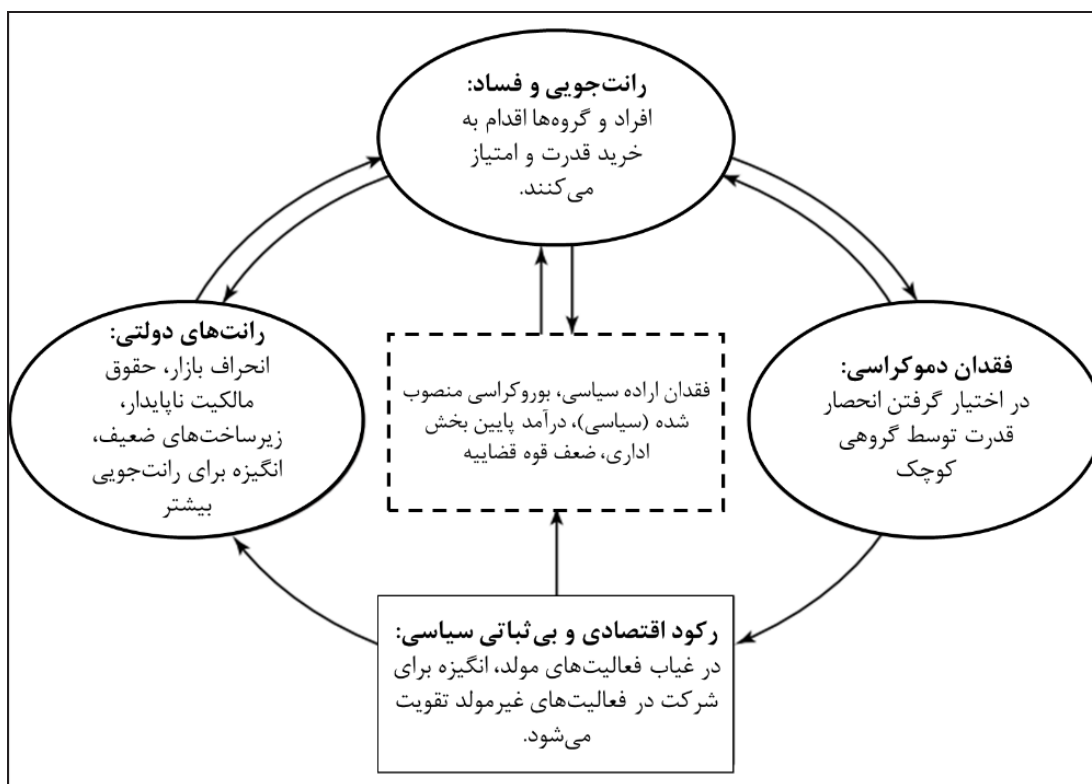 رانت‌جویی و فساد:
افراد و گروه‌ها اقدام به
خرید قدرت و امتیاز
می‌کنند.
فقدان دموکراسی:
در اختیار گرفتن انحصار
قدرت توسط گروهی
کوچک
فقدان اراده سیاسی، بوروکراسی منصوب
شده (سیاسی)، درآمد پایین بخش
اداری، ضعف قوه قضاییه
رانت‌های دولتی:
انحراف بازار، حقوق
مالکیت ناپایدار،
زیرساخت‌های ضعیف،
انگیزه برای رانت‌جویی
بیشتر
رکود اقتصادی و بی‌ثباتی سیاسی:
در غیاب فعالیت‌های مولد، انگیزه برای
شرکت در فعالیت‌های غیرمولد تقویت
می‌شود.